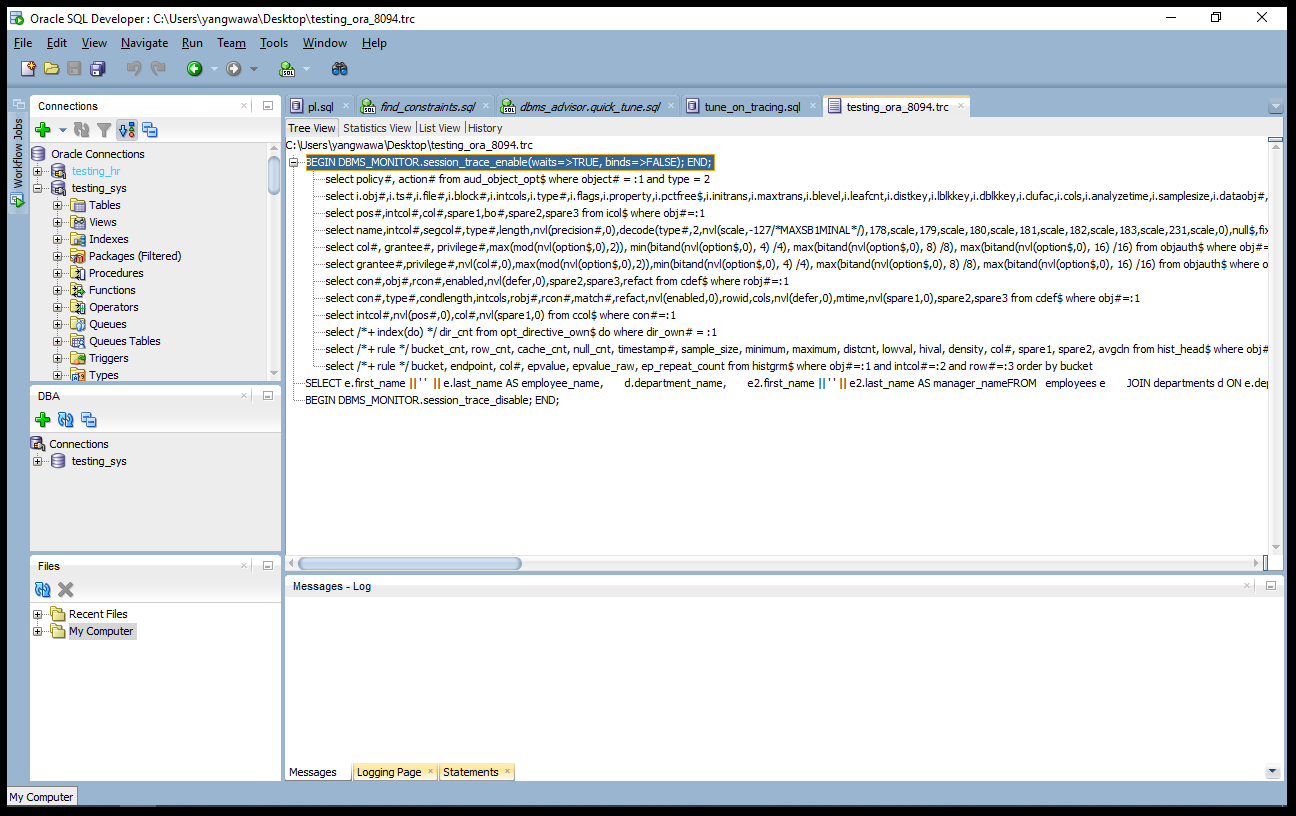 Oracle SQL Developer : C:\Users\yangwawa\Desktop\testing_ora_8094.trc
File Edit View Navigate Run Team Tools Window Help
Workflow Jobs
Connections
Oracle Connections
testing_hr
testing_sys
Tables
Views
Indexes
Packages (Filtered)
Procedures
Functions
Operators
Queues
Queues Tables
Triggers
Types
DBA
Connections
testing_sys
Files
Recent Files
My Computer
pl.sql find_constraints.sql dbms_advisor.quick_tune.sql tune_on_tracing.sql testing_ora_8094.trc
Tree View Statistics View List View History
C:\Users\yangwawa\Desktop\testing_ora_8094.trc
BEGIN DBMS_MONITOR.session_trace_enable(waits=>TRUE, binds=>FALSE); END;
select policy#, action# from aud_object_opt$ where object# = :1 and type = 2
select i.obj#,i.ts#,i.file#,i.block#,i.intcols,i.type#,i.flags,i.property,i.pctfree$,i.initrans,i.maxtrans,i.blevel,i.leafcnt,i.distkey,i.lblkkey,i.dblkkey,i.clufac,i.cols,i.analyzetime,i.samplesize,i.dataobj#,
select pos#,intcol#,col#,spare1,bo#,spare2,spare3 from icol$ where obj#=:1
select name,intcol#,segcol#,type#,length,nvl(precision#,0),decode(type#,2,nvl(scale,-127/*MAXSB1MINAL*/),178,scale,179,scale,180,scale,181,scale,182,scale,183,scale,231,scale,0),null$,fix
select col#, grantee#, privilege#,max(mod(nvl(option$,0),2)), min(bitand(nvl(option$,0), 4) /4), max(bitand(nvl(option$,0), 8) /8), max(bitand(nvl(option$,0), 16) /16) from objauth$ where obj#=
select grantee#,privilege#,nvl(col#,0),max(mod(nvl(option$,0),2)),min(bitand(nvl(option$,0), 4) /4), max(bitand(nvl(option$,0), 8) /8), max(bitand(nvl(option$,0), 16) /16) from objauth$ where o
select con#,obj#,rcon#,enabled,nvl(defer,0),spare2,spare3,refact from cdef$ where robj#=:1
select con#,type#,condlength,intcols,robj#,rcon#,match#,refact,nvl(enabled,0),rowid,cols,nvl(defer,0),mtime,nvl(spare1,0),spare2,spare3 from cdef$ where obj#=:1
select intcol#,nvl(pos#,0),col#,nvl(spare1,0) from ccol$ where con#=:1
select /*+ index(do) */ dir_cnt from opt_directive_own$ do where dir_own# = :1
select /*+ rule */ bucket_cnt, row_cnt, cache_cnt, null_cnt, timestamp#, sample_size, minimum, maximum, distcnt, lowval, hival, density, col#, spare1, spare2, avgcln from hist_head$ where obj#
select /*+ rule */ bucket, endpoint, col#, epvalue, epvalue_raw, ep_repeat_count from histgrm$ where obj#=:1 and intcol#=:2 and row#=:3 order by bucket
SELECT e.first_name || ' ' || e.last_name AS employee_name, d.department_name, e2.first_name || ' ' || e2.last_name AS manager_nameFROM employees e JOIN departments d ON e.dep
BEGIN DBMS_MONITOR.session_trace_disable; END;
Messages - Log
Messages Logging Page Statements
My Computer